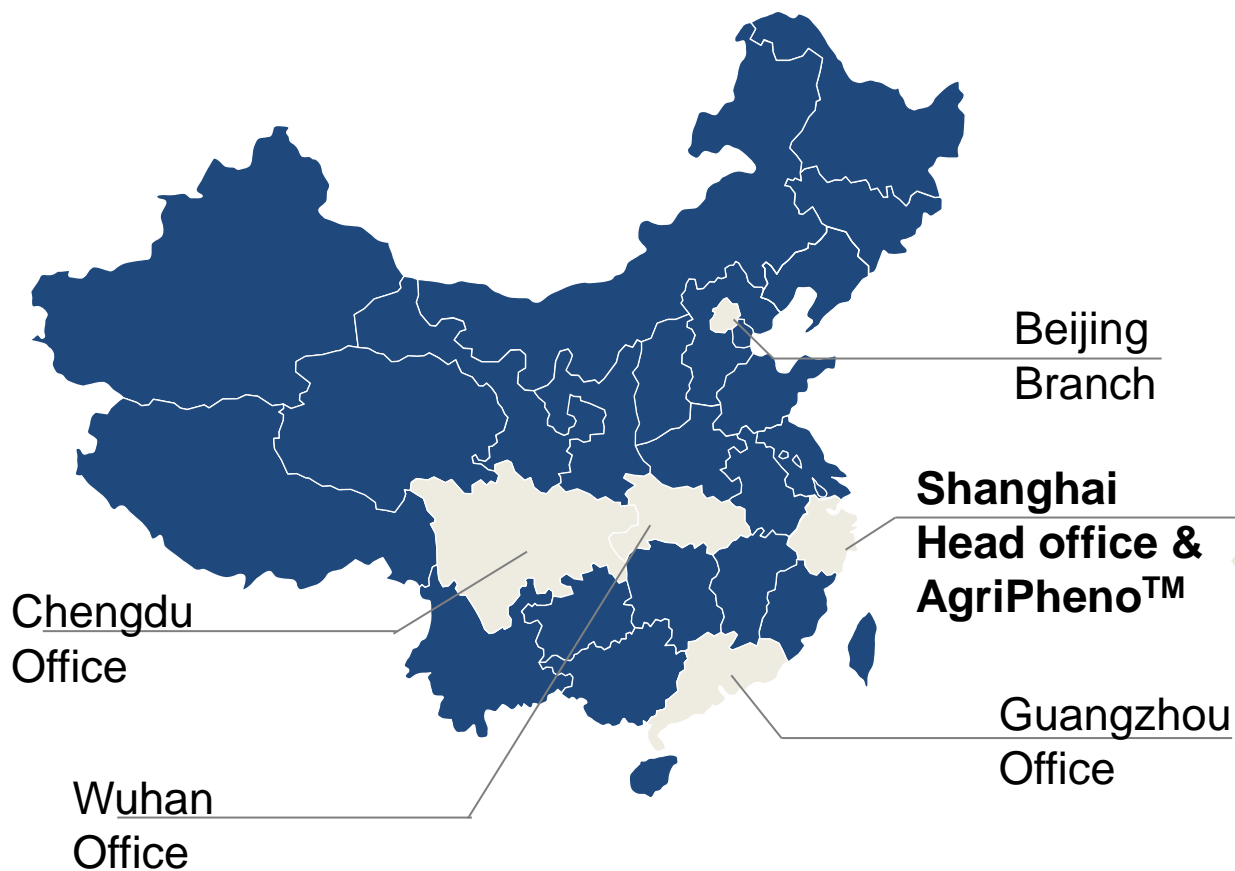 Beijing
Branch
Shanghai
Head office &
AgriPheno™
Chengdu
Office
Guangzhou
Office
Wuhan
Office